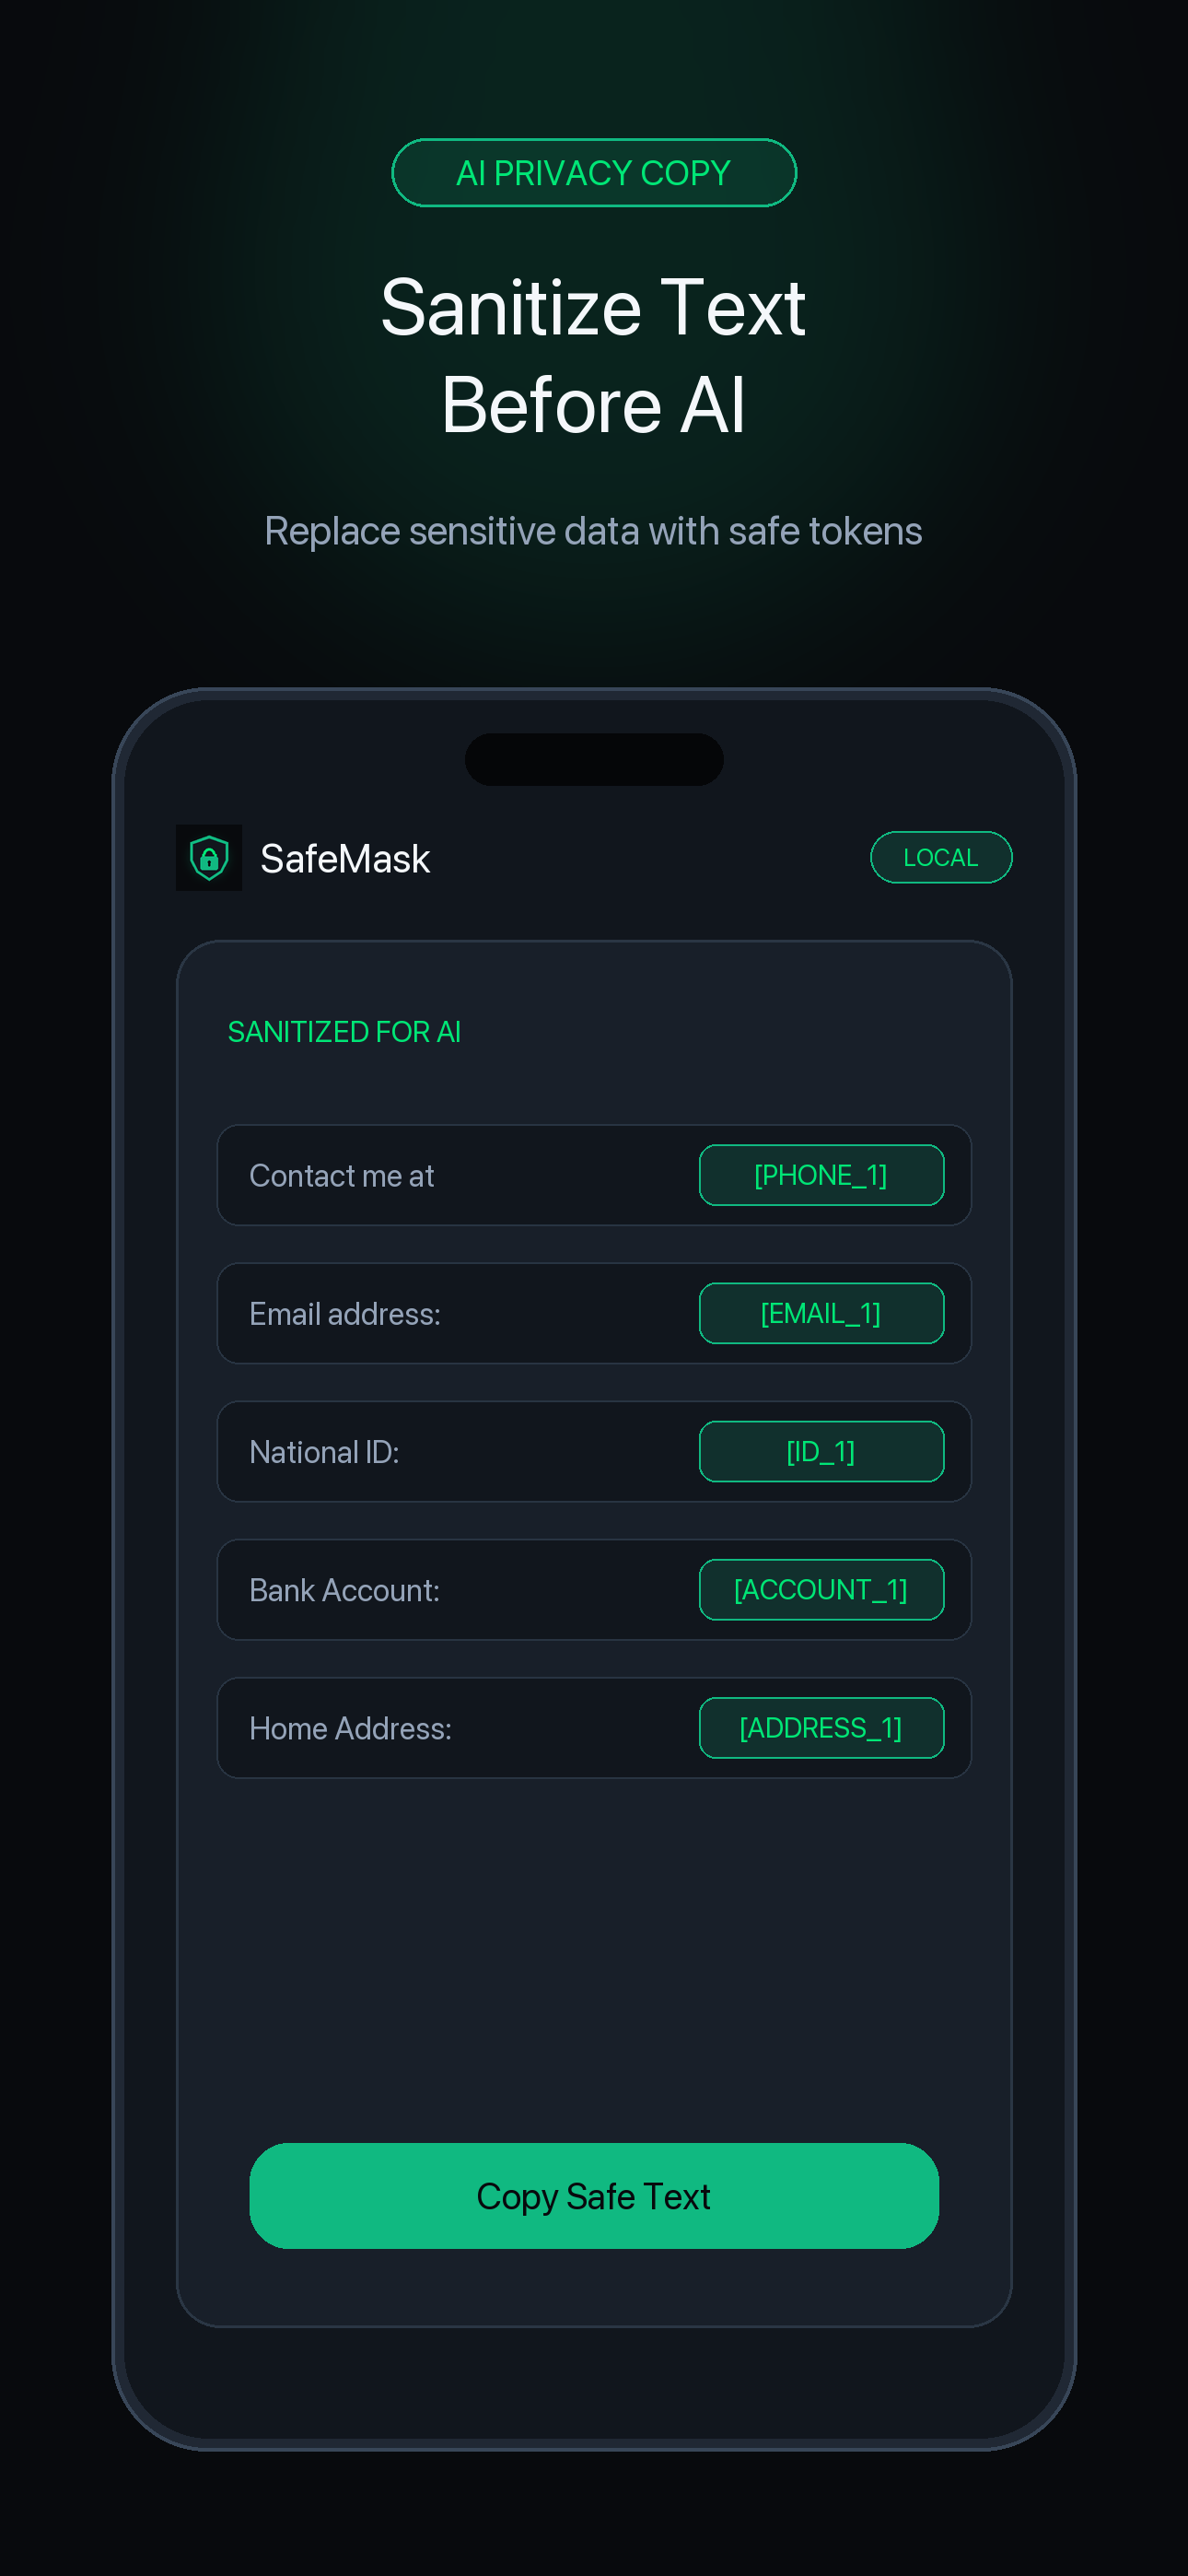 AI PRIVACY COPY
Sanitize Text
Before AI
Replace sensitive data with safe tokens
SafeMask
LOCAL
SANITIZED FOR AI
Contact me at [PHONE_1]
Email address: [EMAIL_1]
National ID: [ID_1]
Bank Account: [ACCOUNT_1]
Home Address: [ADDRESS_1]
Copy Safe Text